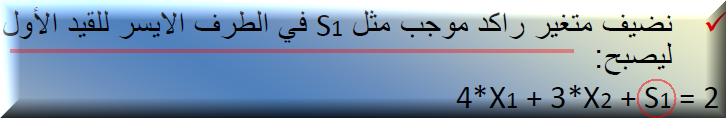 ✓ نضيف متغير راكد موجب مثل S1 في الطرف الايسر للقيد الأول
ليصبح:
4*X1 + 3*X2 + S1 = 2